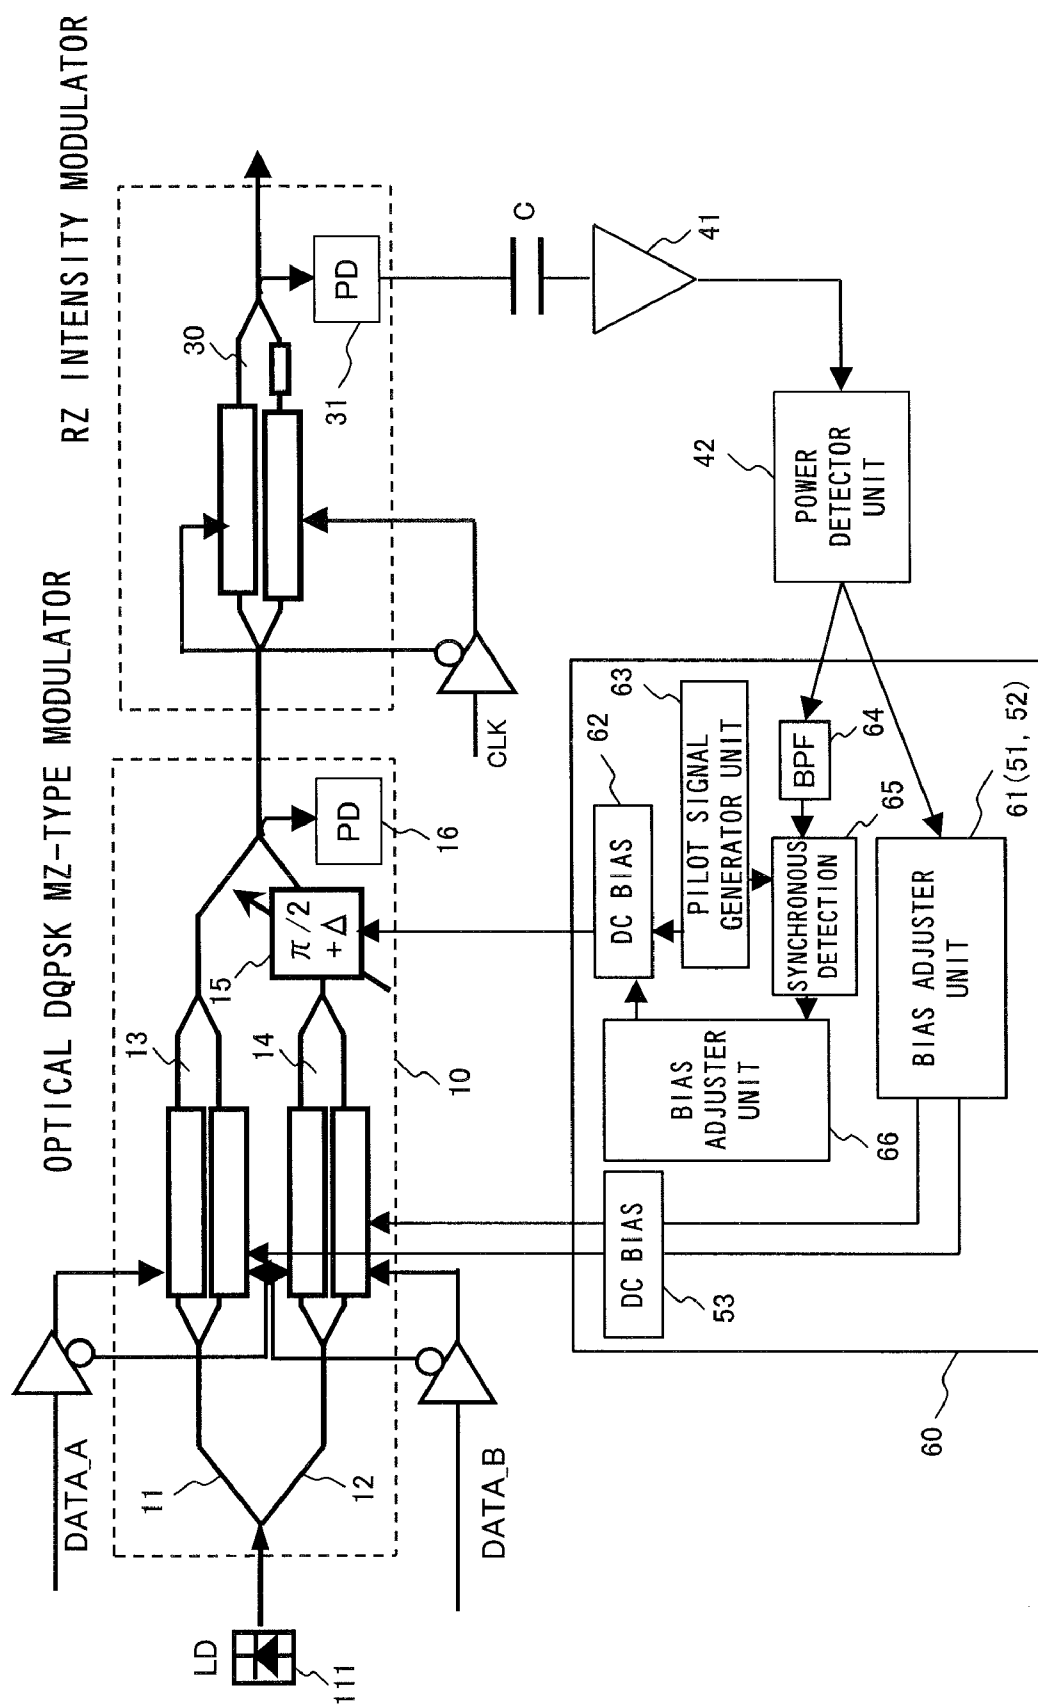 OPTICAL DQPSK MZ-TYPE MODULATOR
RZ INTENSITY MODULATOR
DATA_A
DATA_B
LD
111
11
12
13
14
15
π/2
+Δ
PD
16
10
30
PD
31
CLK
C
41
42
POWER
DETECTOR
UNIT
60
DC BIAS
53
DC BIAS
62
PILOT SIGNAL
GENERATOR UNIT
63
BPF
64
SYNCHRONOUS
DETECTION
65
BIAS
ADJUSTER
UNIT
66
BIAS ADJUSTER
UNIT
61(51, 52)